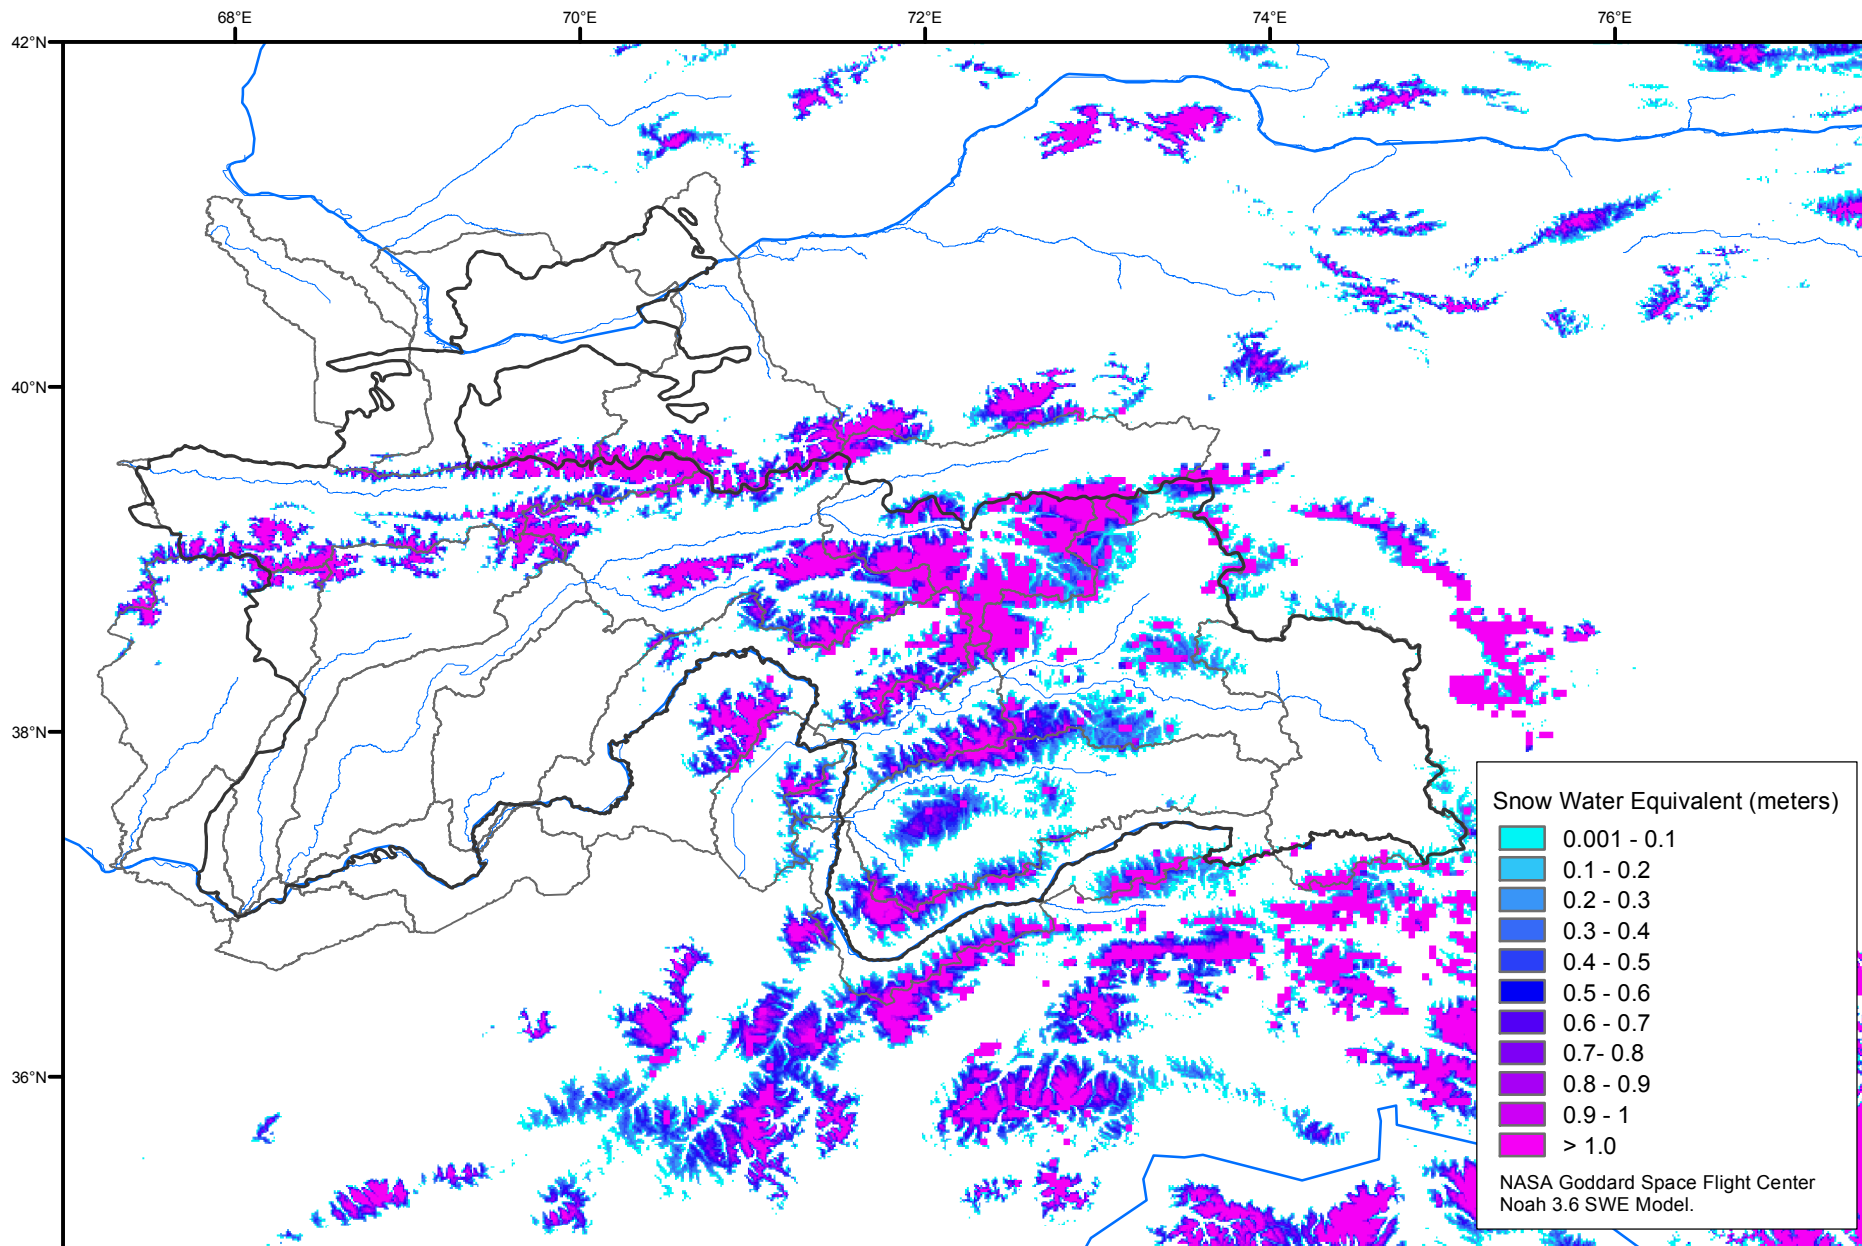 68°E 70°E 72°E 74°E 76°E
42°N
40°N
38°N
36°N
Snow Water Equivalent (meters)
0.001 - 0.1
0.1 - 0.2
0.2 - 0.3
0.3 - 0.4
0.4 - 0.5
0.5 - 0.6
0.6 - 0.7
0.7- 0.8
0.8 - 0.9
0.9 - 1
> 1.0
NASA Goddard Space Flight Center
Noah 3.6 SWE Model.